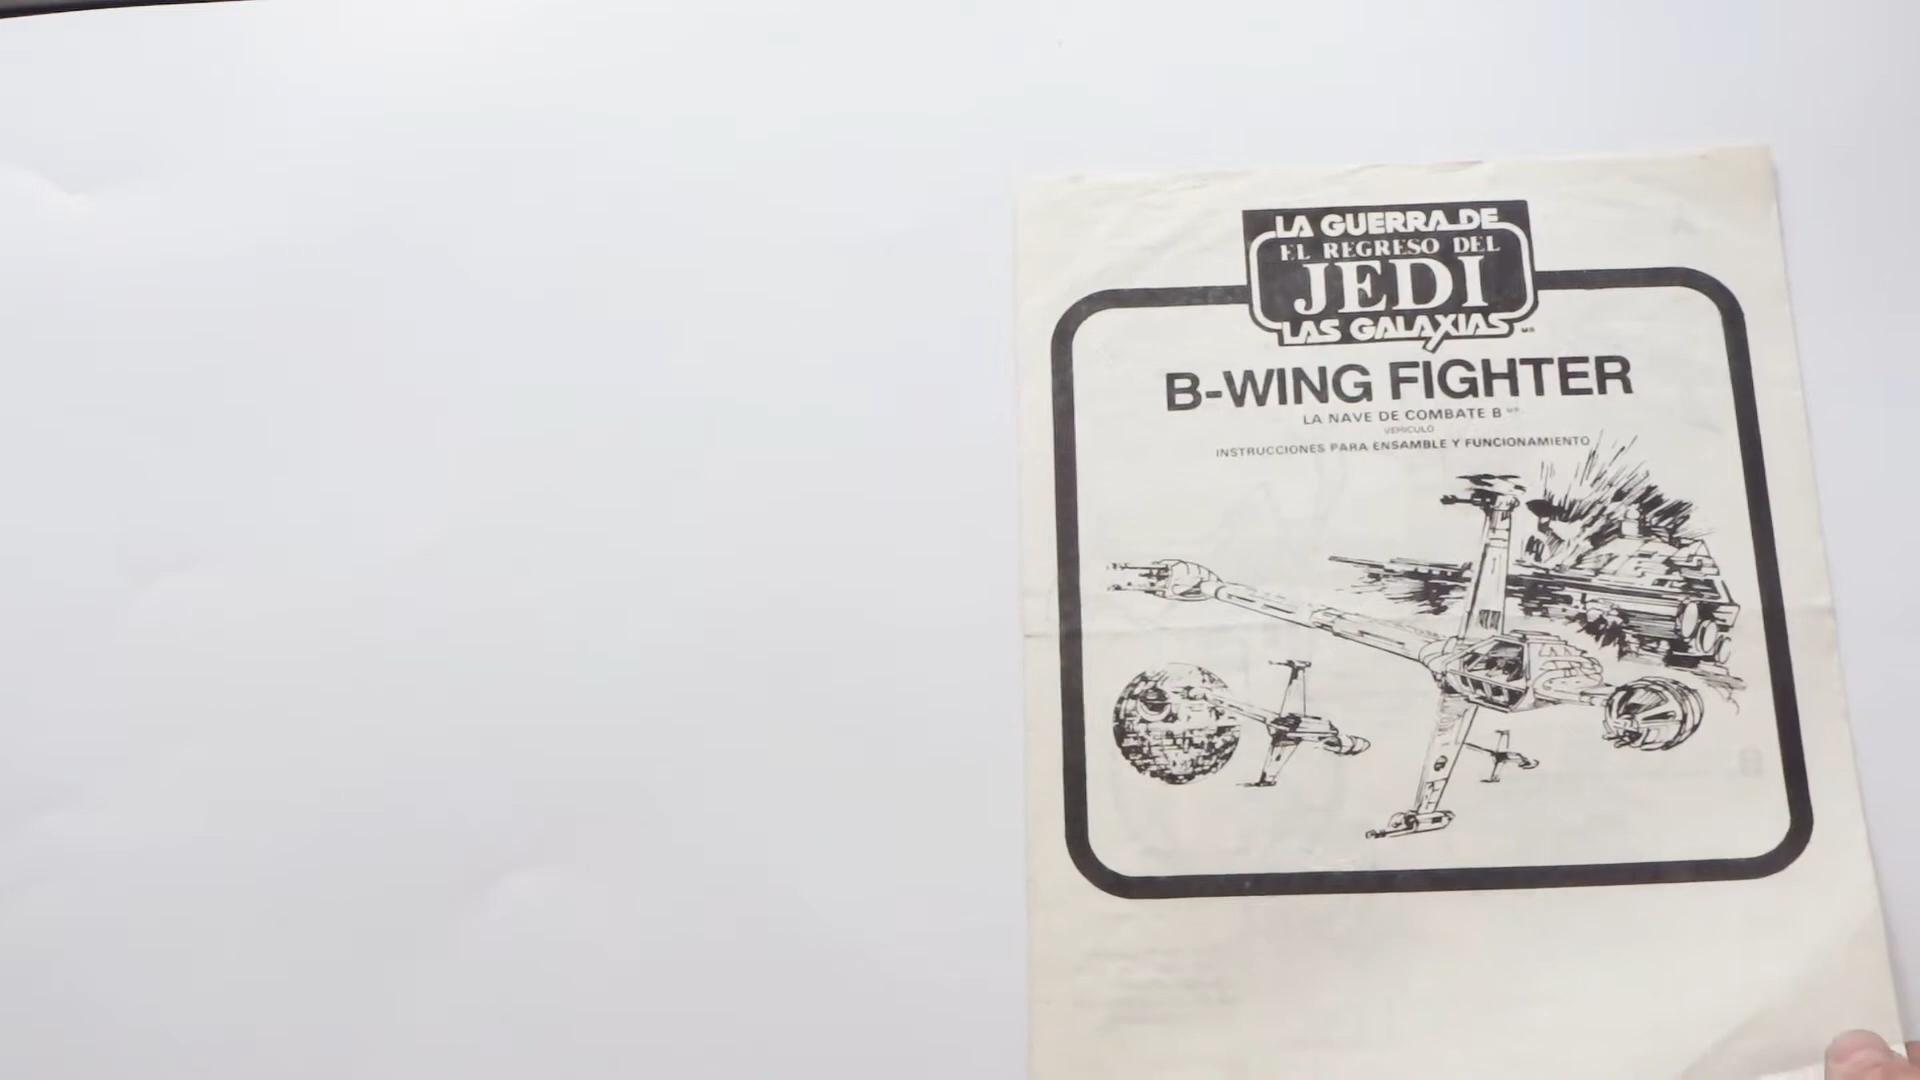 LA GUERRA DE
EL REGRESO DEL
JEDI
LAS GALAXIAS MR
B-WING FIGHTER
LA NAVE DE COMBATE B
VEHICULO
INSTRUCCIONES PARA ENSAMBLE Y FUNCIONAMIENTO